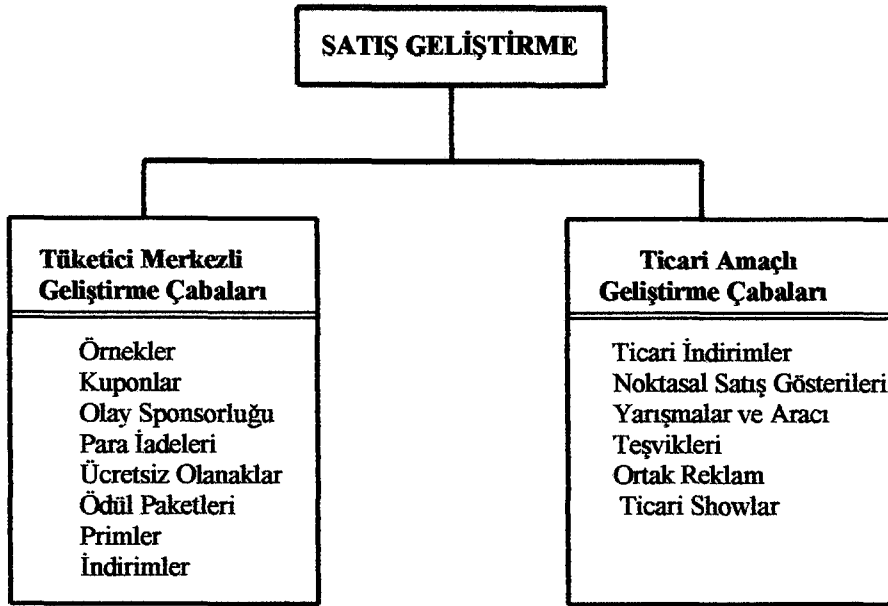 SATIŞ GELİŞTİRME
Tüketici Merkezli
Geliştirme Çabaları
Örnekler
Kuponlar
Olay Sponsorluğu
Para İadeleri
Ücretsiz Olanaklar
Ödül Paketleri
Primler
İndirimler
Ticari Amaçlı
Geliştirme Çabaları
Ticari İndirimler
Noktasal Satış Gösterileri
Yarışmalar ve Aracı
Teşvikleri
Ortak Reklam
Ticari Showlar